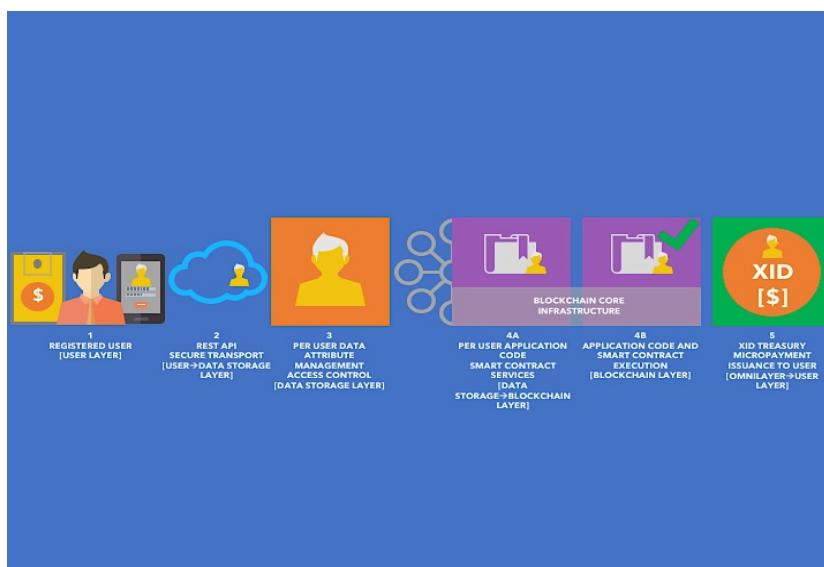 $
XID
[$]
BLOCKCHAIN CORE
INFRASTRUCTURE
1
REGISTERED USER
[USER LAYER]
2
REST API
SECURE TRANSPORT
[USER→DATA STORAGE
LAYER]
3
PER USER DATA
ATTRIBUTE
MANAGEMENT
ACCESS CONTROL
[DATA STORAGE LAYER]
4A
PER USER APPLICATION
CODE
SMART CONTRACT
SERVICES
[DATA
STORAGE→BLOCKCHAIN
LAYER]
4B
APPLICATION CODE AND
SMART CONTRACT
EXECUTION
[BLOCKCHAIN LAYER]
5
XID TREASURY
MICROPAYMENT
ISSUANCE TO USER
[OMNILAYER→USER
LAYER]